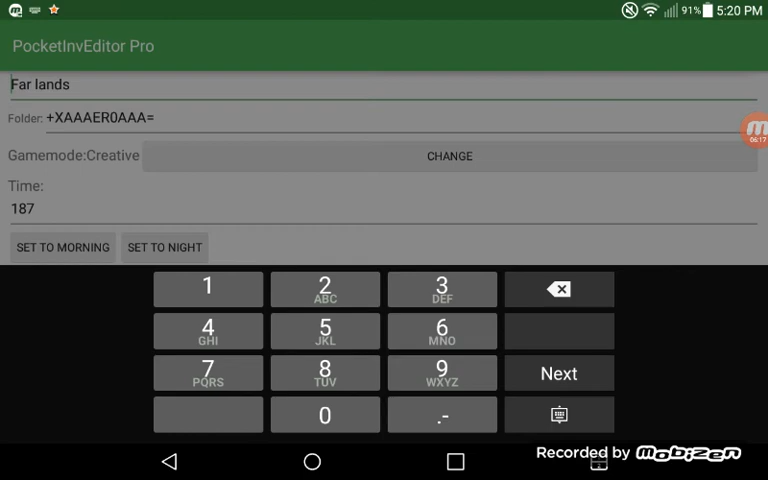 91% 5:20 PM
PocketInvEditor Pro
Far lands
06:17
Folder: +XAAAER0AAA=
Gamemode:Creative CHANGE
Time:
187
SET TO MORNING SET TO NIGHT
1 2 ABC 3 DEF
4 GHI 5 JKL 6 MNO
7 PQRS 8 TUV 9 WXYZ Next
0 .-
Recorded by mobizen